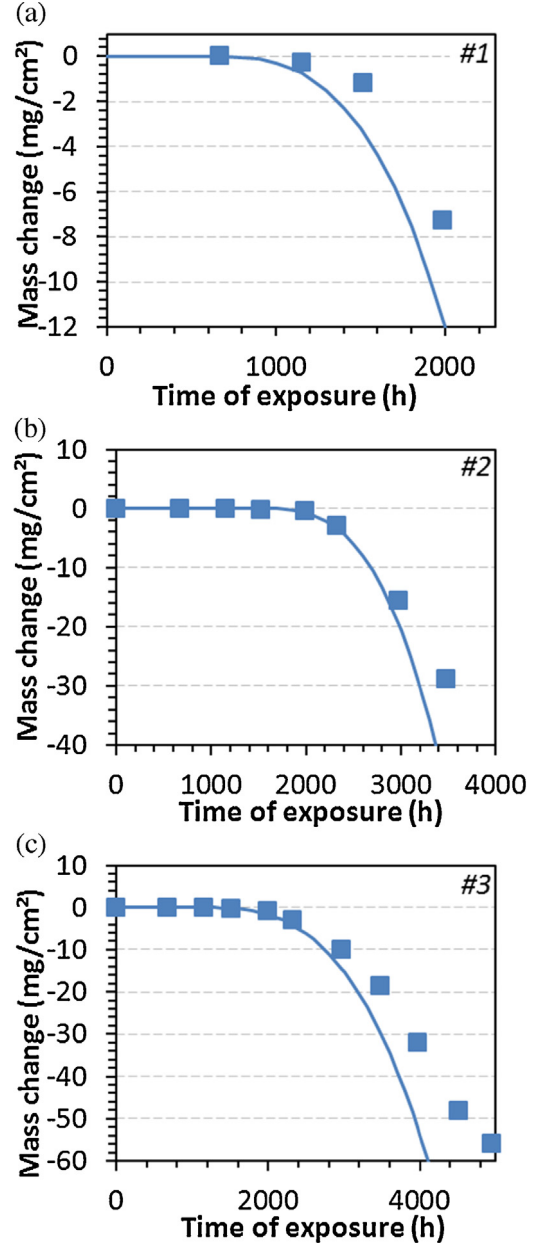 (a)
#1
0
-2
-4
-6
-8
-10
-12
Mass change (mg/cm²)
0 1000 2000
Time of exposure (h)
(b)
#2
10
0
-10
-20
-30
-40
Mass change (mg/cm²)
0 1000 2000 3000 4000
Time of exposure (h)
(c)
#3
10
0
-10
-20
-30
-40
-50
-60
Mass change (mg/cm²)
0 2000 4000
Time of exposure (h)